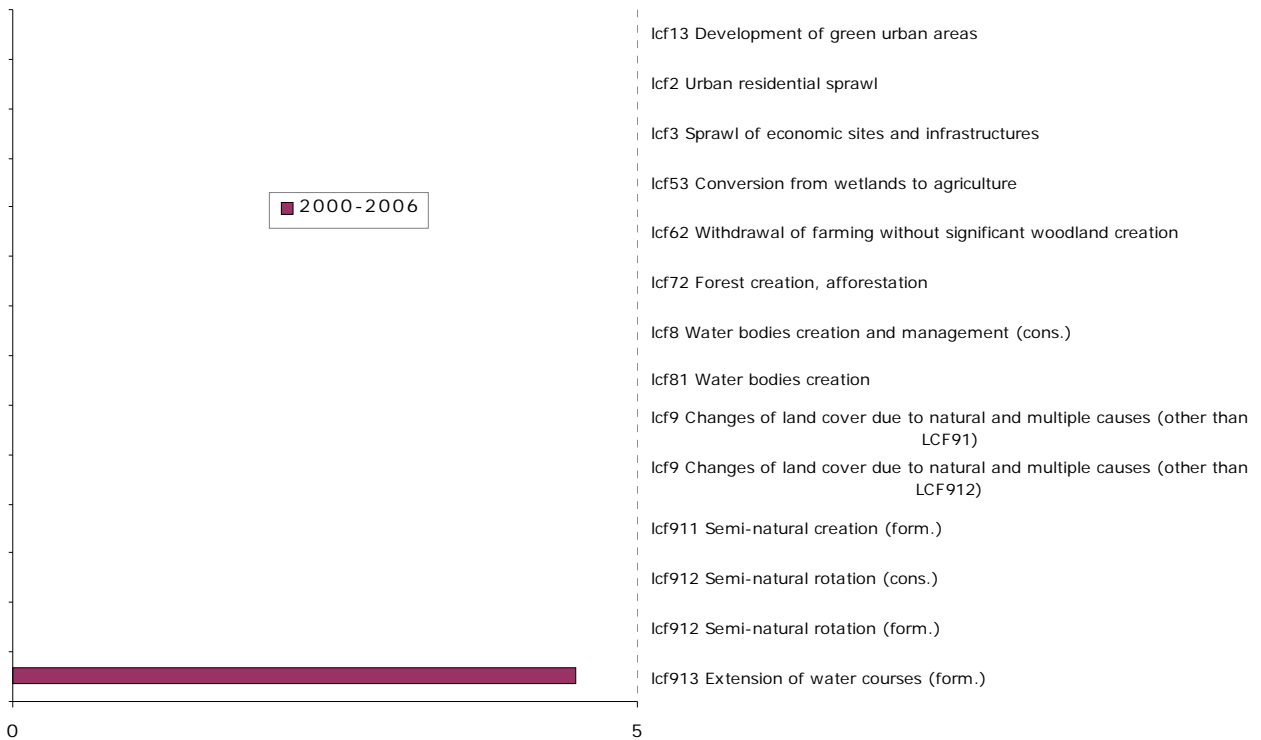 lcf13 Development of green urban areas
lcf2 Urban residential sprawl
lcf3 Sprawl of economic sites and infrastructures
lcf53 Conversion from wetlands to agriculture
2000-2006
lcf62 Withdrawal of farming without significant woodland creation
lcf72 Forest creation, afforestation
lcf8 Water bodies creation and management (cons.)
lcf81 Water bodies creation
lcf9 Changes of land cover due to natural and multiple causes (other than
LCF91)
lcf9 Changes of land cover due to natural and multiple causes (other than
LCF912)
lcf911 Semi-natural creation (form.)
lcf912 Semi-natural rotation (cons.)
lcf912 Semi-natural rotation (form.)
lcf913 Extension of water courses (form.)
0 5